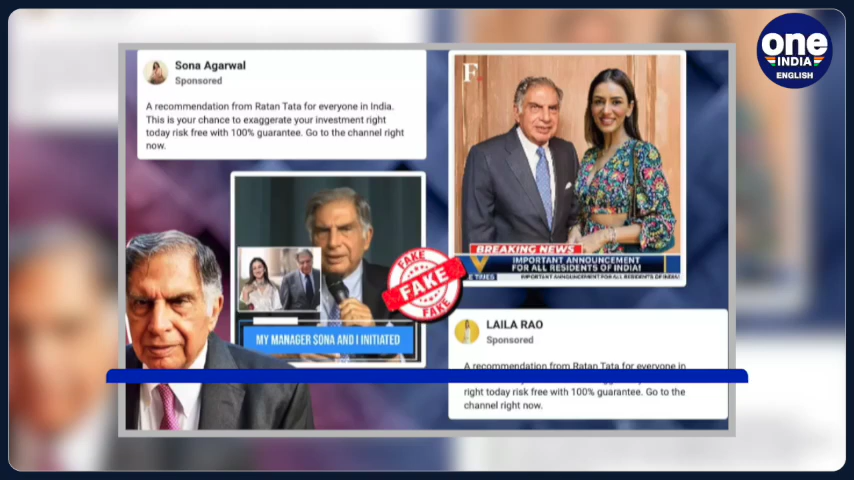 one
INDIA
ENGLISH
Sona Agarwal
Sponsored
A recommendation from Ratan Tata for everyone in India.
This is your chance to exaggerate your investment right
today risk free with 100% guarantee. Go to the channel right
now.
F.
BREAKING NEWS
IMPORTANT ANNOUNCEMENT
FOR ALL RESIDENTS OF INDIA!
IMPORTANT ANNOUNCEMENT FOR ALL RESIDENTS OF INDIA!
FAKE
FAKE
FAKE
MY MANAGER SONA AND I INITIATED
LAILA RAO
Sponsored
A recommendation from Ratan Tata for everyone in
right today risk free with 100% guarantee. Go to the
channel right now.